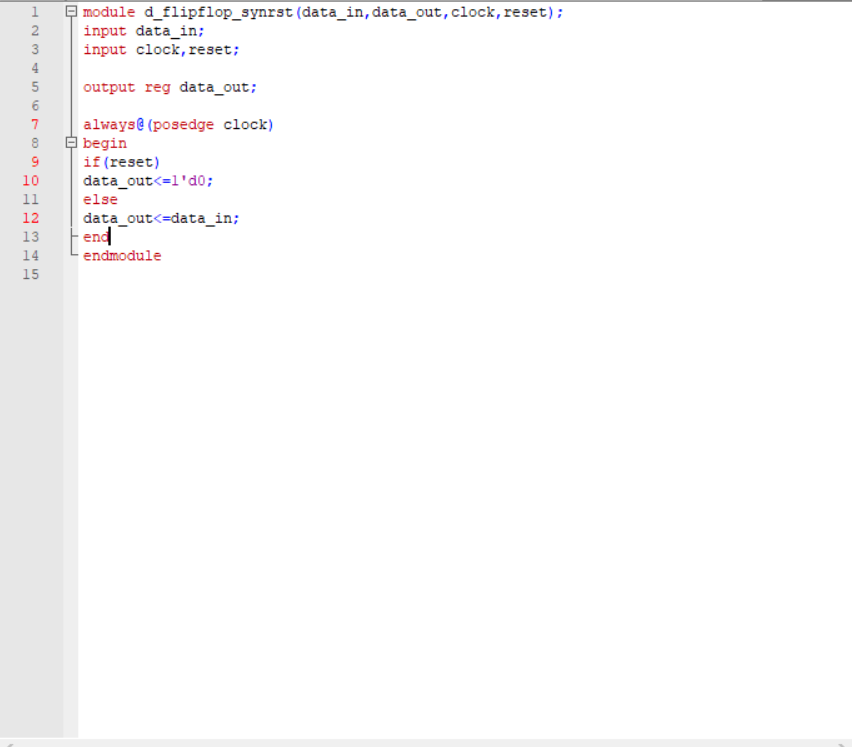 1 module d_flipflop_synrst(data_in,data_out,clock,reset);
2 input data_in;
3 input clock,reset;
4
5 output reg data_out;
6
7 always@(posedge clock)
8 begin
9 if(reset)
10 data_out<=1'd0;
11 else
12 data_out<=data_in;
13 end
14 endmodule
15